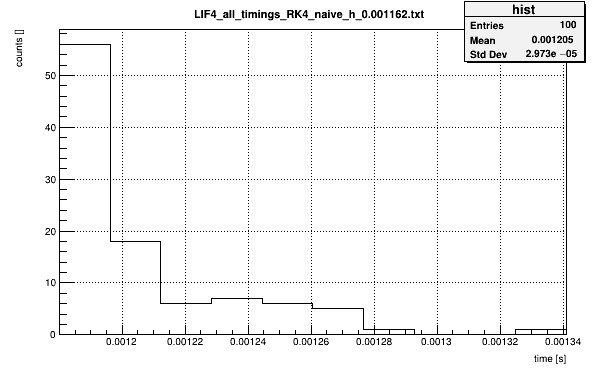 LIF4_all_timings_RK4_naive_h_0.001162.txt
hist
Entries 100
Mean 0.001205
Std Dev 2.973e −05
counts []
50
40
30
20
10
0
0.0012 0.00122 0.00124 0.00126 0.00128 0.0013 0.00132 0.00134
time [s]